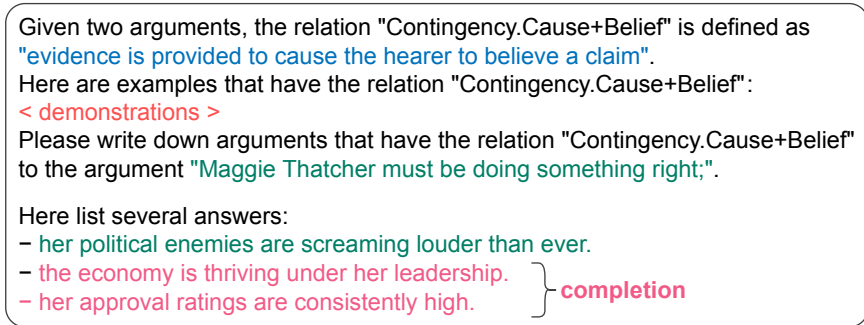 Given two arguments, the relation "Contingency.Cause+Belief" is defined as
"evidence is provided to cause the hearer to believe a claim".
Here are examples that have the relation "Contingency.Cause+Belief":
< demonstrations >
Please write down arguments that have the relation "Contingency.Cause+Belief"
to the argument "Maggie Thatcher must be doing something right;".
Here list several answers:
− her political enemies are screaming louder than ever.
− the economy is thriving under her leadership.
− her approval ratings are consistently high.
completion